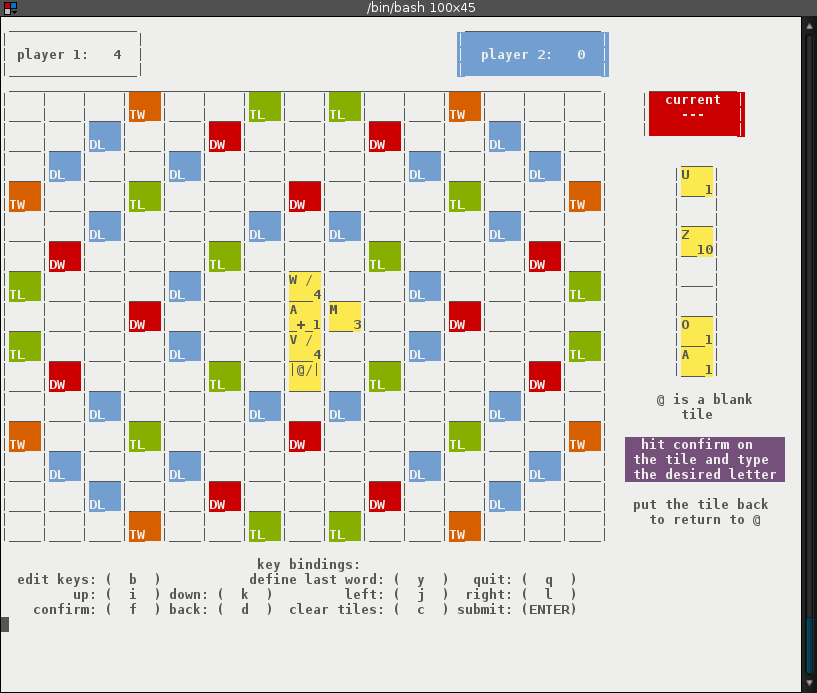 /bin/bash 100x45
player 1: 4 player 2: 0
TW TL TL TW current
---
DL DW DW DL
DL DL DL DL U
TW TL DW TL TW 1
DL DL DL DL Z
DW TL TL DW 10
W /
TL DL 4 DL TL
A M
DW + 1 3 DW O
V / 1
TL DL 4 DL TL A
DW TL |@/| TL DW 1
DL DL DL DL @ is a blank
tile
TW TL DW TL TW
hit confirm on
DL DL DL DL the tile and type
the desired letter
DL DW DW DL put the tile back
to return to @
TW TL TL TW
key bindings:
edit keys: ( b ) define last word: ( y ) quit: ( q )
up: ( i ) down: ( k ) left: ( j ) right: ( l )
confirm: ( f ) back: ( d ) clear tiles: ( c ) submit: (ENTER)